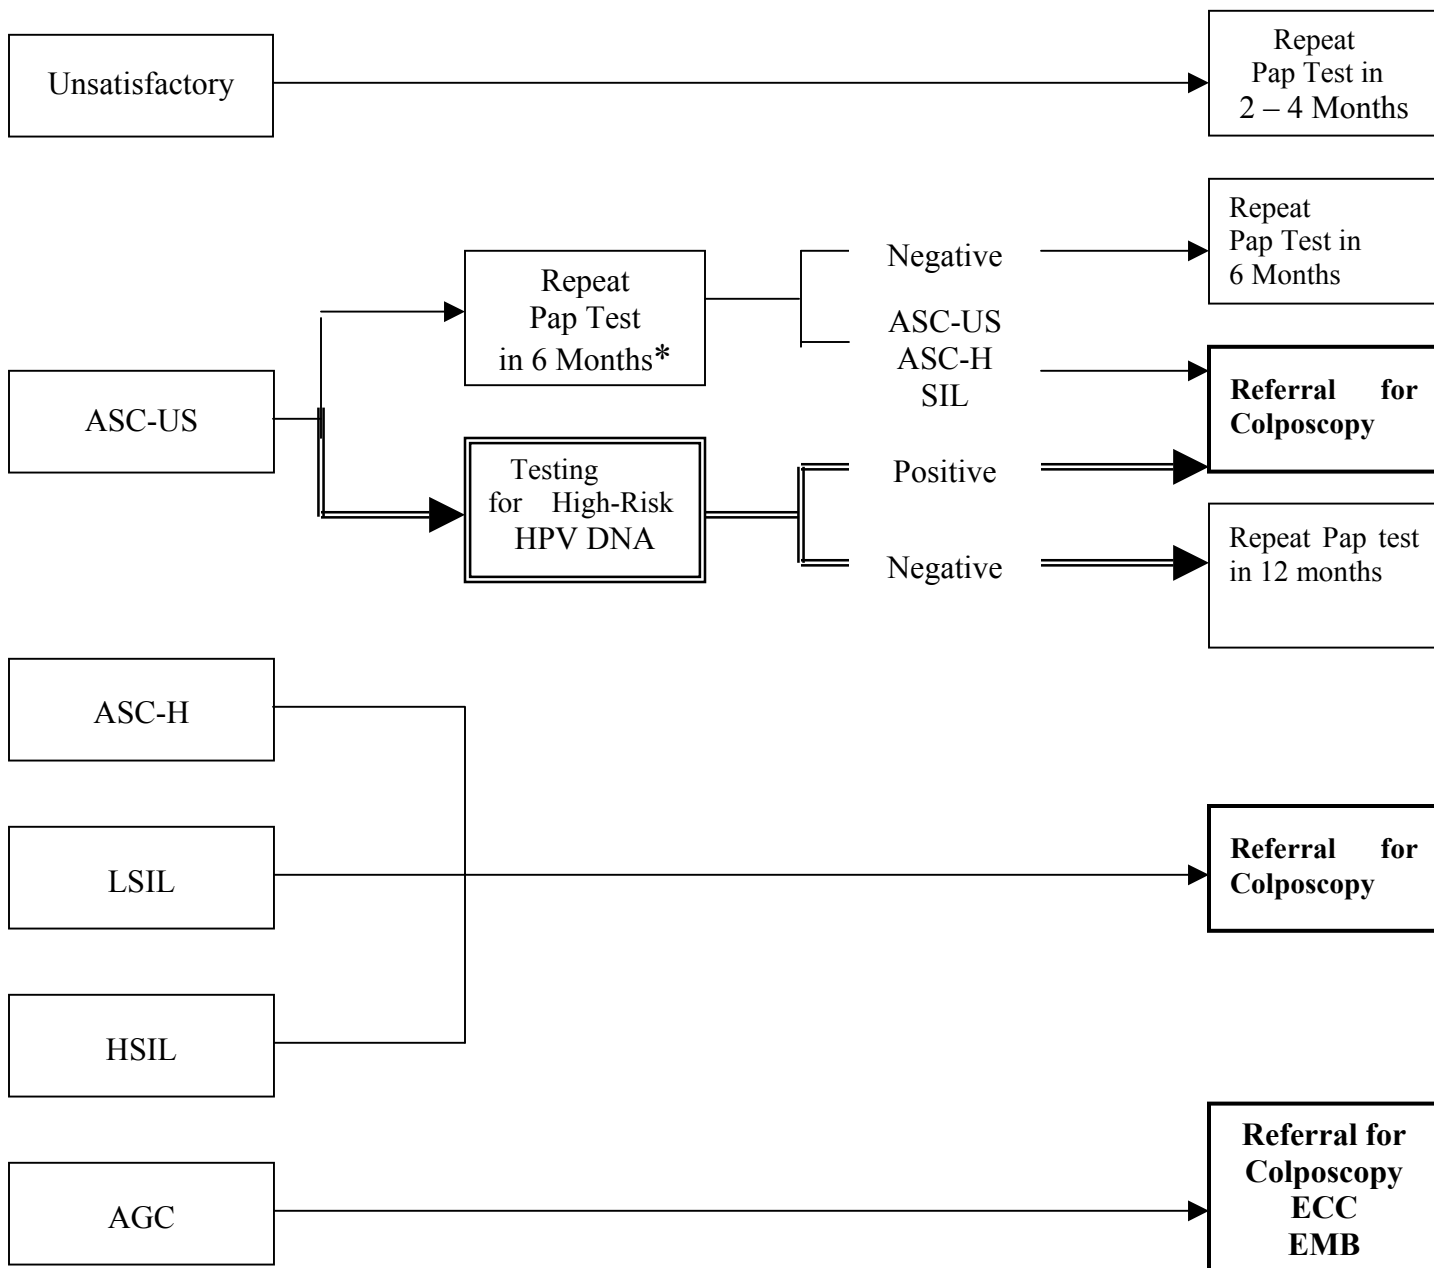 Unsatisfactory
Repeat
Pap Test in
2 – 4 Months
ASC-US
Repeat
Pap Test
in 6 Months*
Negative
Repeat
Pap Test in
6 Months
ASC-US
ASC-H
SIL
Referral for
Colposcopy
Testing
for High-Risk
HPV DNA
Positive
Negative
Repeat Pap test
in 12 months
ASC-H
LSIL
HSIL
Referral for
Colposcopy
AGC
Referral for
Colposcopy
ECC
EMB